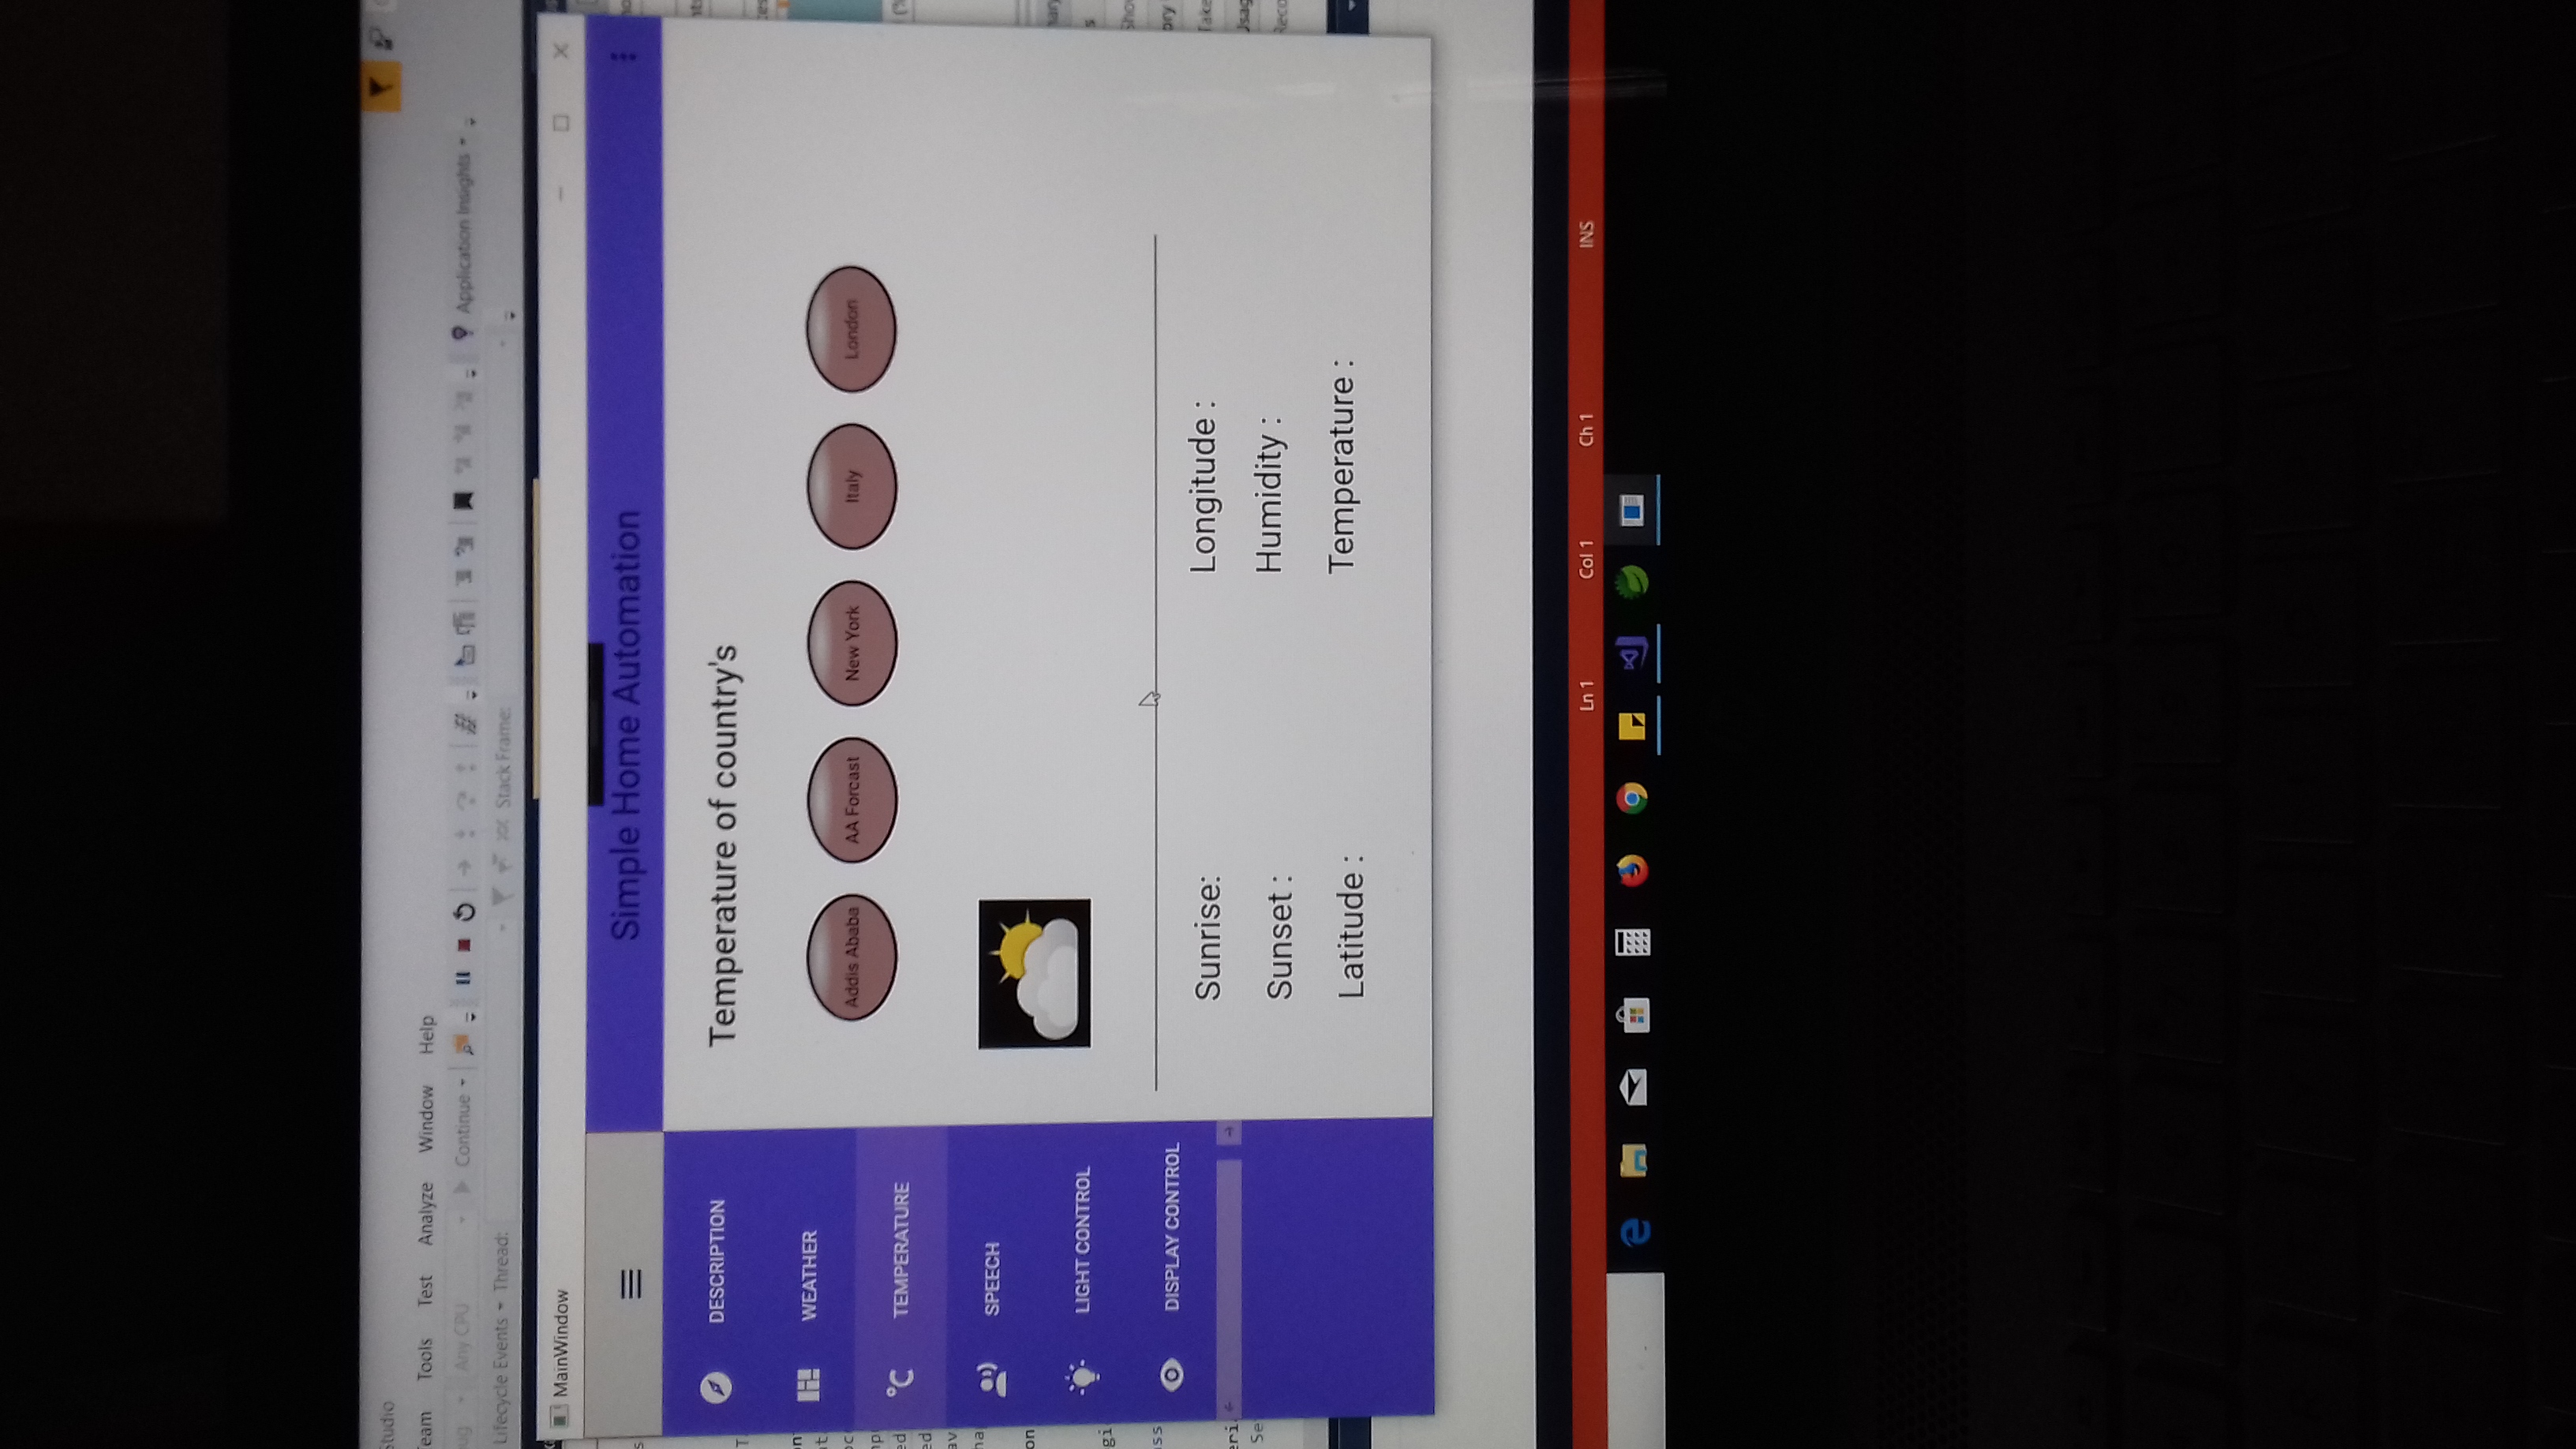 Studio
Team Tools Test Analyze Window Help
Any CPU Continue Application Insights
Lifecycle Events Thread: Stack Frame:
MainWindow
Simple Home Automation
DESCRIPTION
WEATHER
TEMPERATURE
SPEECH
LIGHT CONTROL
DISPLAY CONTROL
Temperature of country's
Addis Ababa AA Forcast New York Italy London
Sunrise: Longitude :
Sunset : Humidity :
Latitude : Temperature :
Ln 1 Col 1 Ch 1 INS